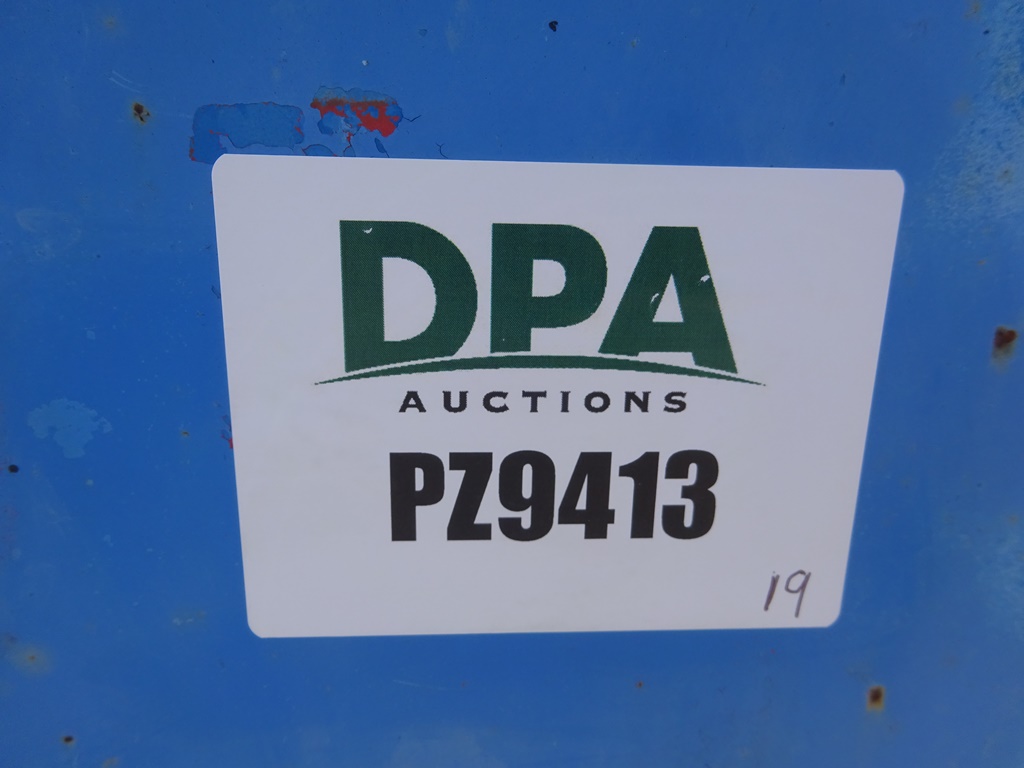 DPA
AUCTIONS
PZ9413
19